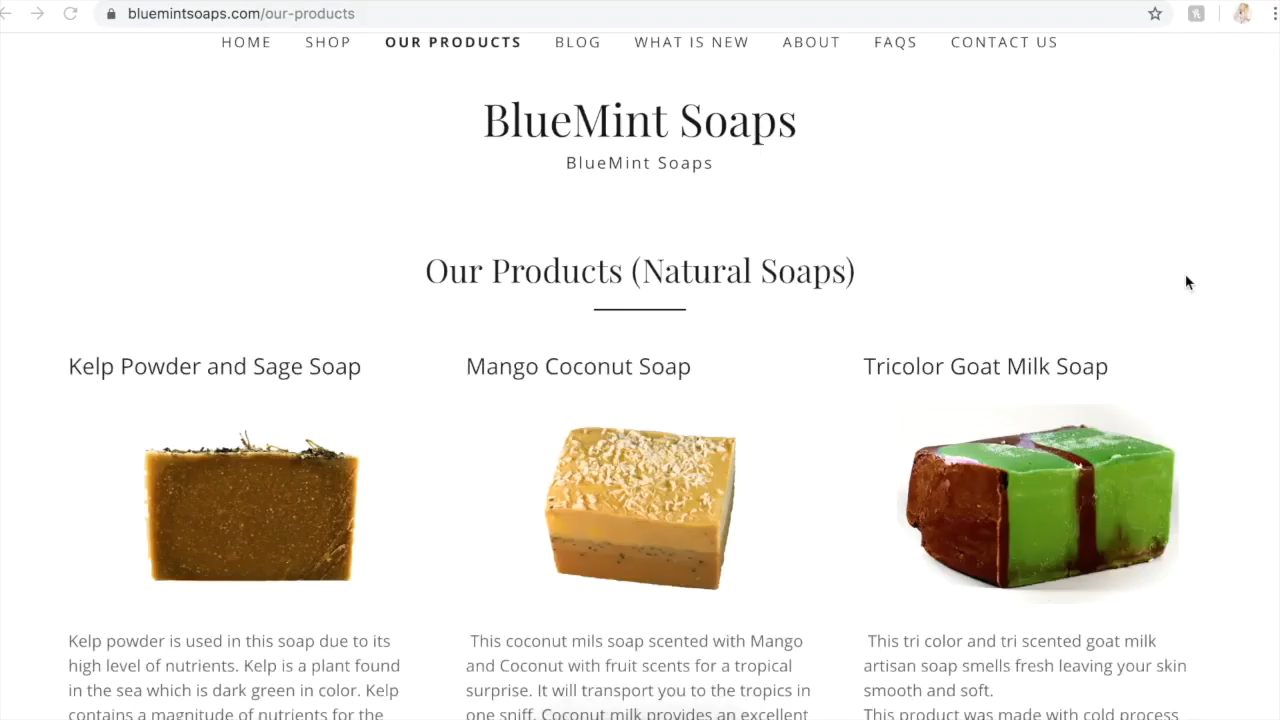 bluemintsoaps.com/our-products
HOME SHOP OUR PRODUCTS BLOG WHAT IS NEW ABOUT FAQS CONTACT US
BlueMint Soaps
BlueMint Soaps
Our Products (Natural Soaps)
Kelp Powder and Sage Soap
Kelp powder is used in this soap due to its
high level of nutrients. Kelp is a plant found
in the sea which is dark green in color. Kelp
contains a magnitude of nutrients for the
Mango Coconut Soap
This coconut mils soap scented with Mango
and Coconut with fruit scents for a tropical
surprise. It will transport you to the tropics in
one sniff. Coconut milk provides an excellent
Tricolor Goat Milk Soap
This tri color and tri scented goat milk
artisan soap smells fresh leaving your skin
smooth and soft.
This product was made with cold process